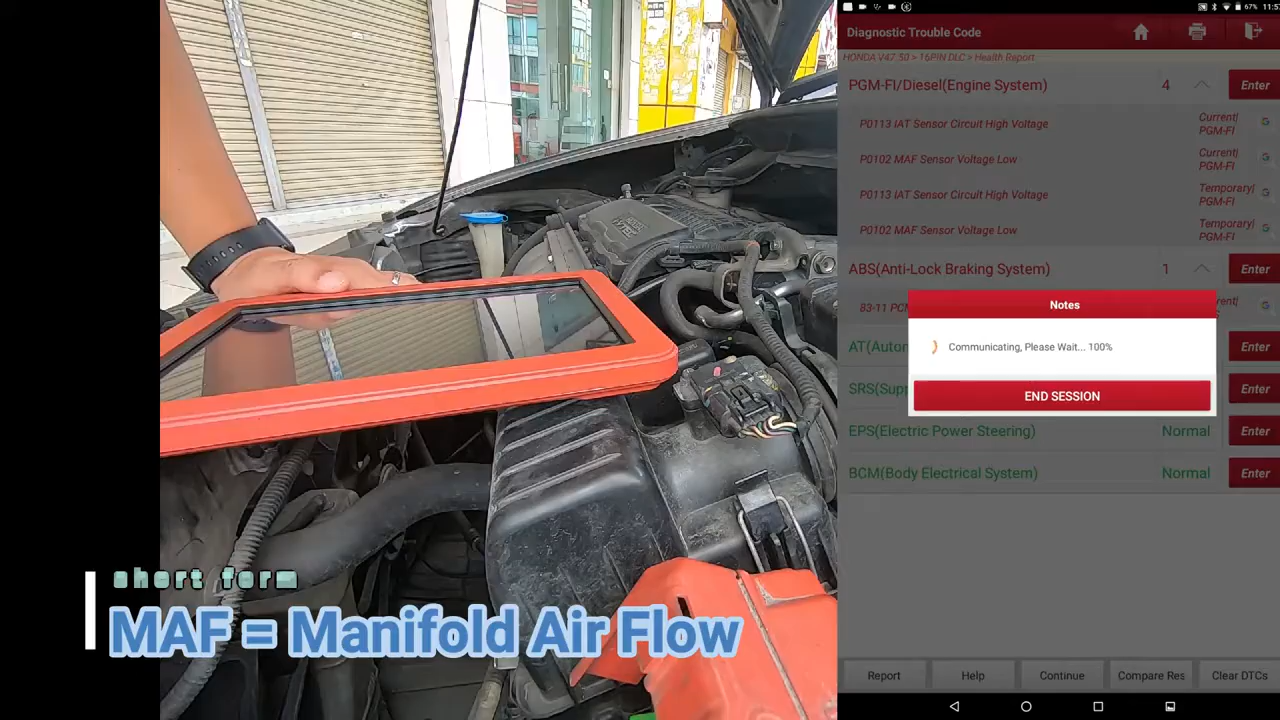 67%
Diagnostic Trouble Code
HONDA V47.50 > 16PIN DLC > Health Report
PGM-FI/Diesel(Engine System) 4 Enter
P0113 IAT Sensor Circuit High Voltage Current| PGM-FI
P0102 MAF Sensor Voltage Low Current| PGM-FI
P0113 IAT Sensor Circuit High Voltage Temporary| PGM-FI
P0102 MAF Sensor Voltage Low Temporary| PGM-FI
ABS(Anti-Lock Braking System) 1 Enter
83-11
Notes
Communicating, Please Wait... 100%
END SESSION
Enter
Enter
EPS(Electric Power Steering) Normal Enter
BCM(Body Electrical System) Normal Enter
short form
MAF = Manifold Air Flow
Report Help Continue Compare Res Clear DTCs